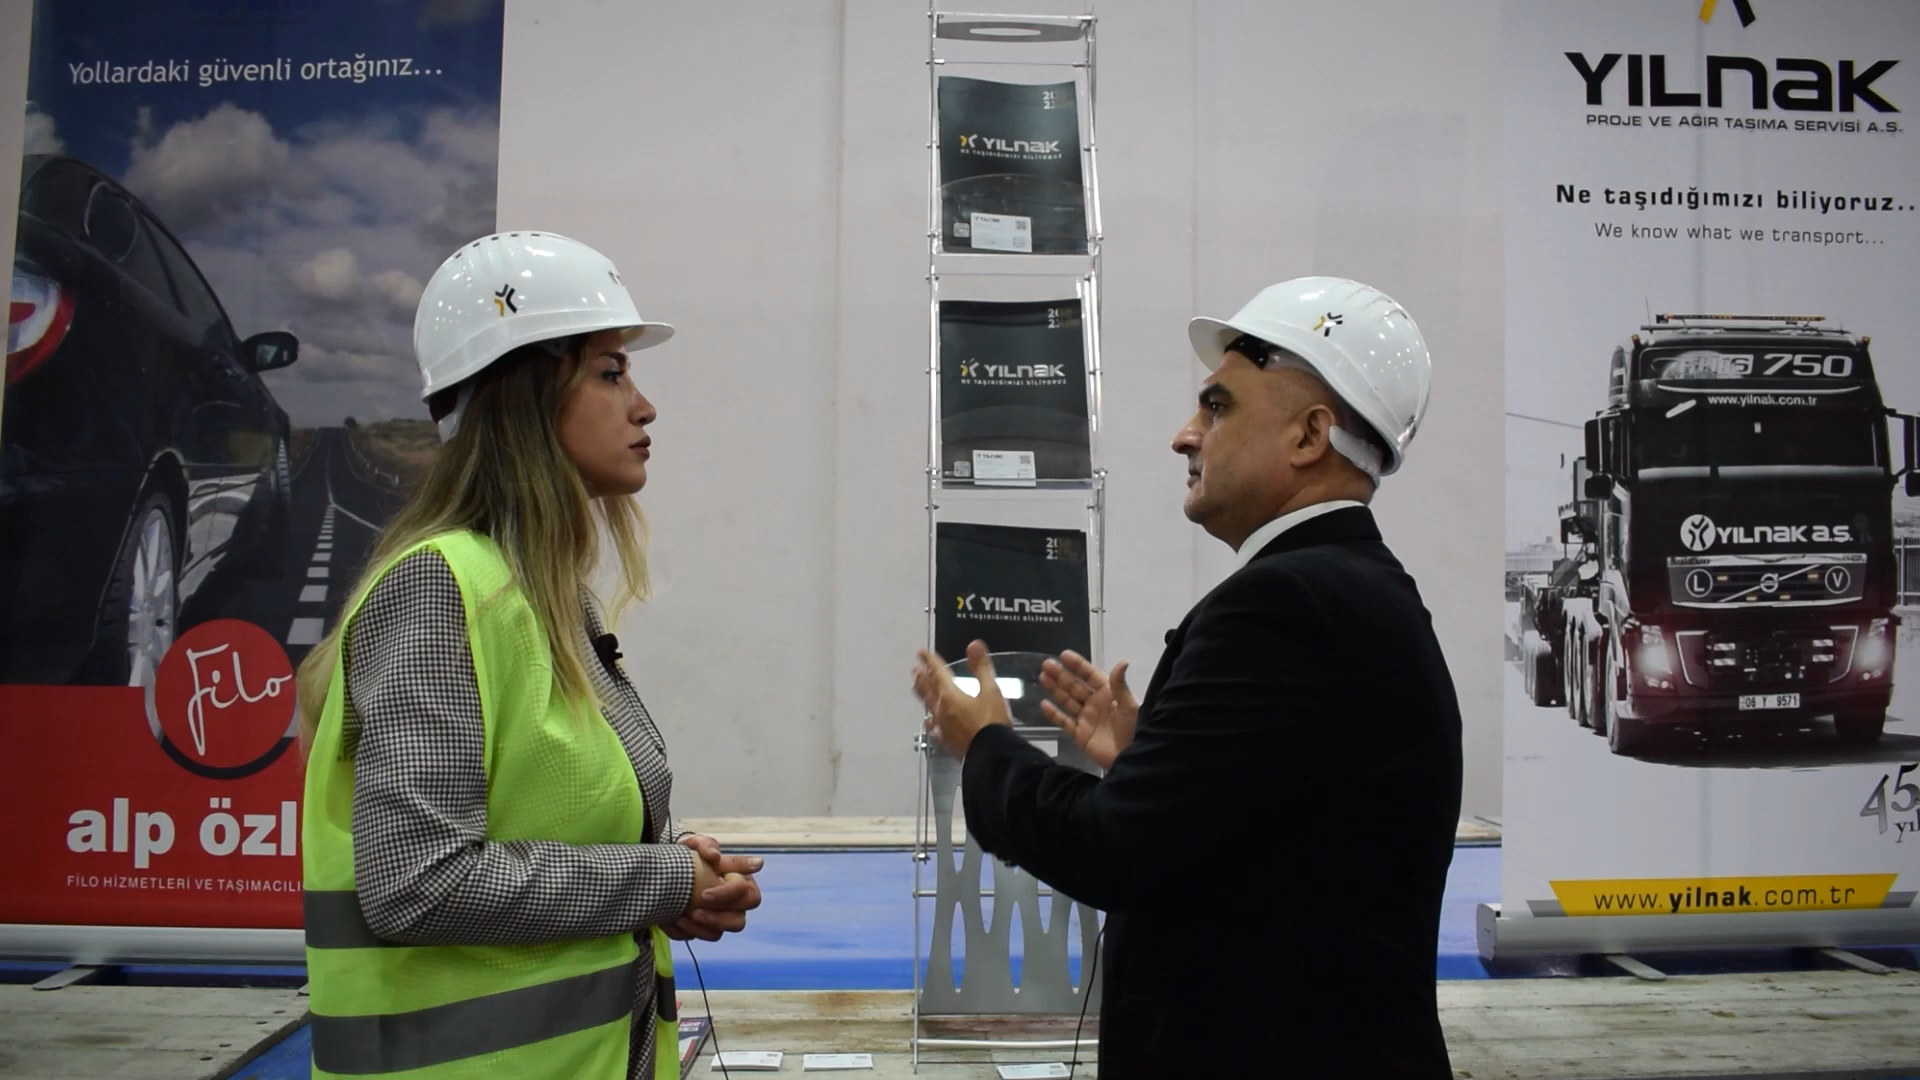 Yollardaki güvenli ortağınız...
Filo
alp özl
FİLO HİZMETLERİ VE TAŞIMACILI
YILNAK
NE TAŞIDIĞIMIZI BİLİYORUZ
YILNAK
NE TAŞIDIĞIMIZI BİLİYORUZ
YILNAK
NE TAŞIDIĞIMIZI BİLİYORUZ
YILNAK
PROJE VE AĞIR TAŞIMA SERVİSİ A.Ş.
Ne taşıdığımızı biliyoruz..
We know what we transport...
750
www.yilnak.com.tr
YILNAK A.Ş.
L V
06 Y 9571
45
yıl
www.yilnak.com.tr